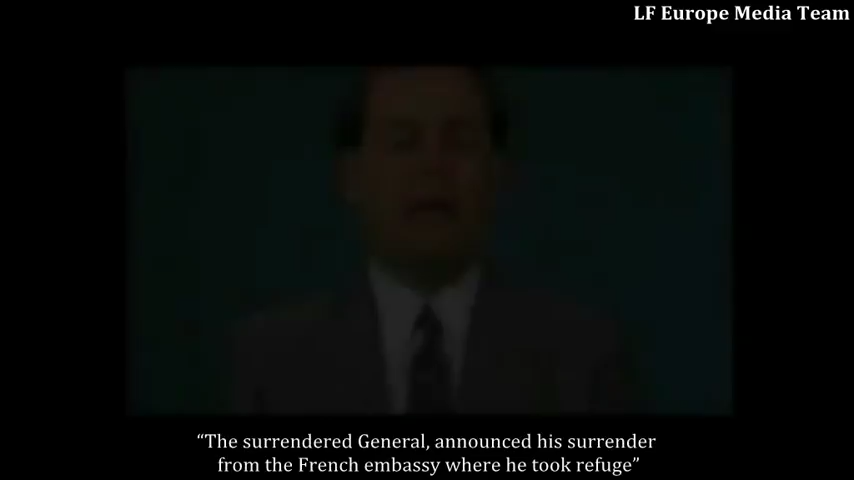 LF Europe Media Team
“The surrendered General, announced his surrender
from the French embassy where he took refuge”